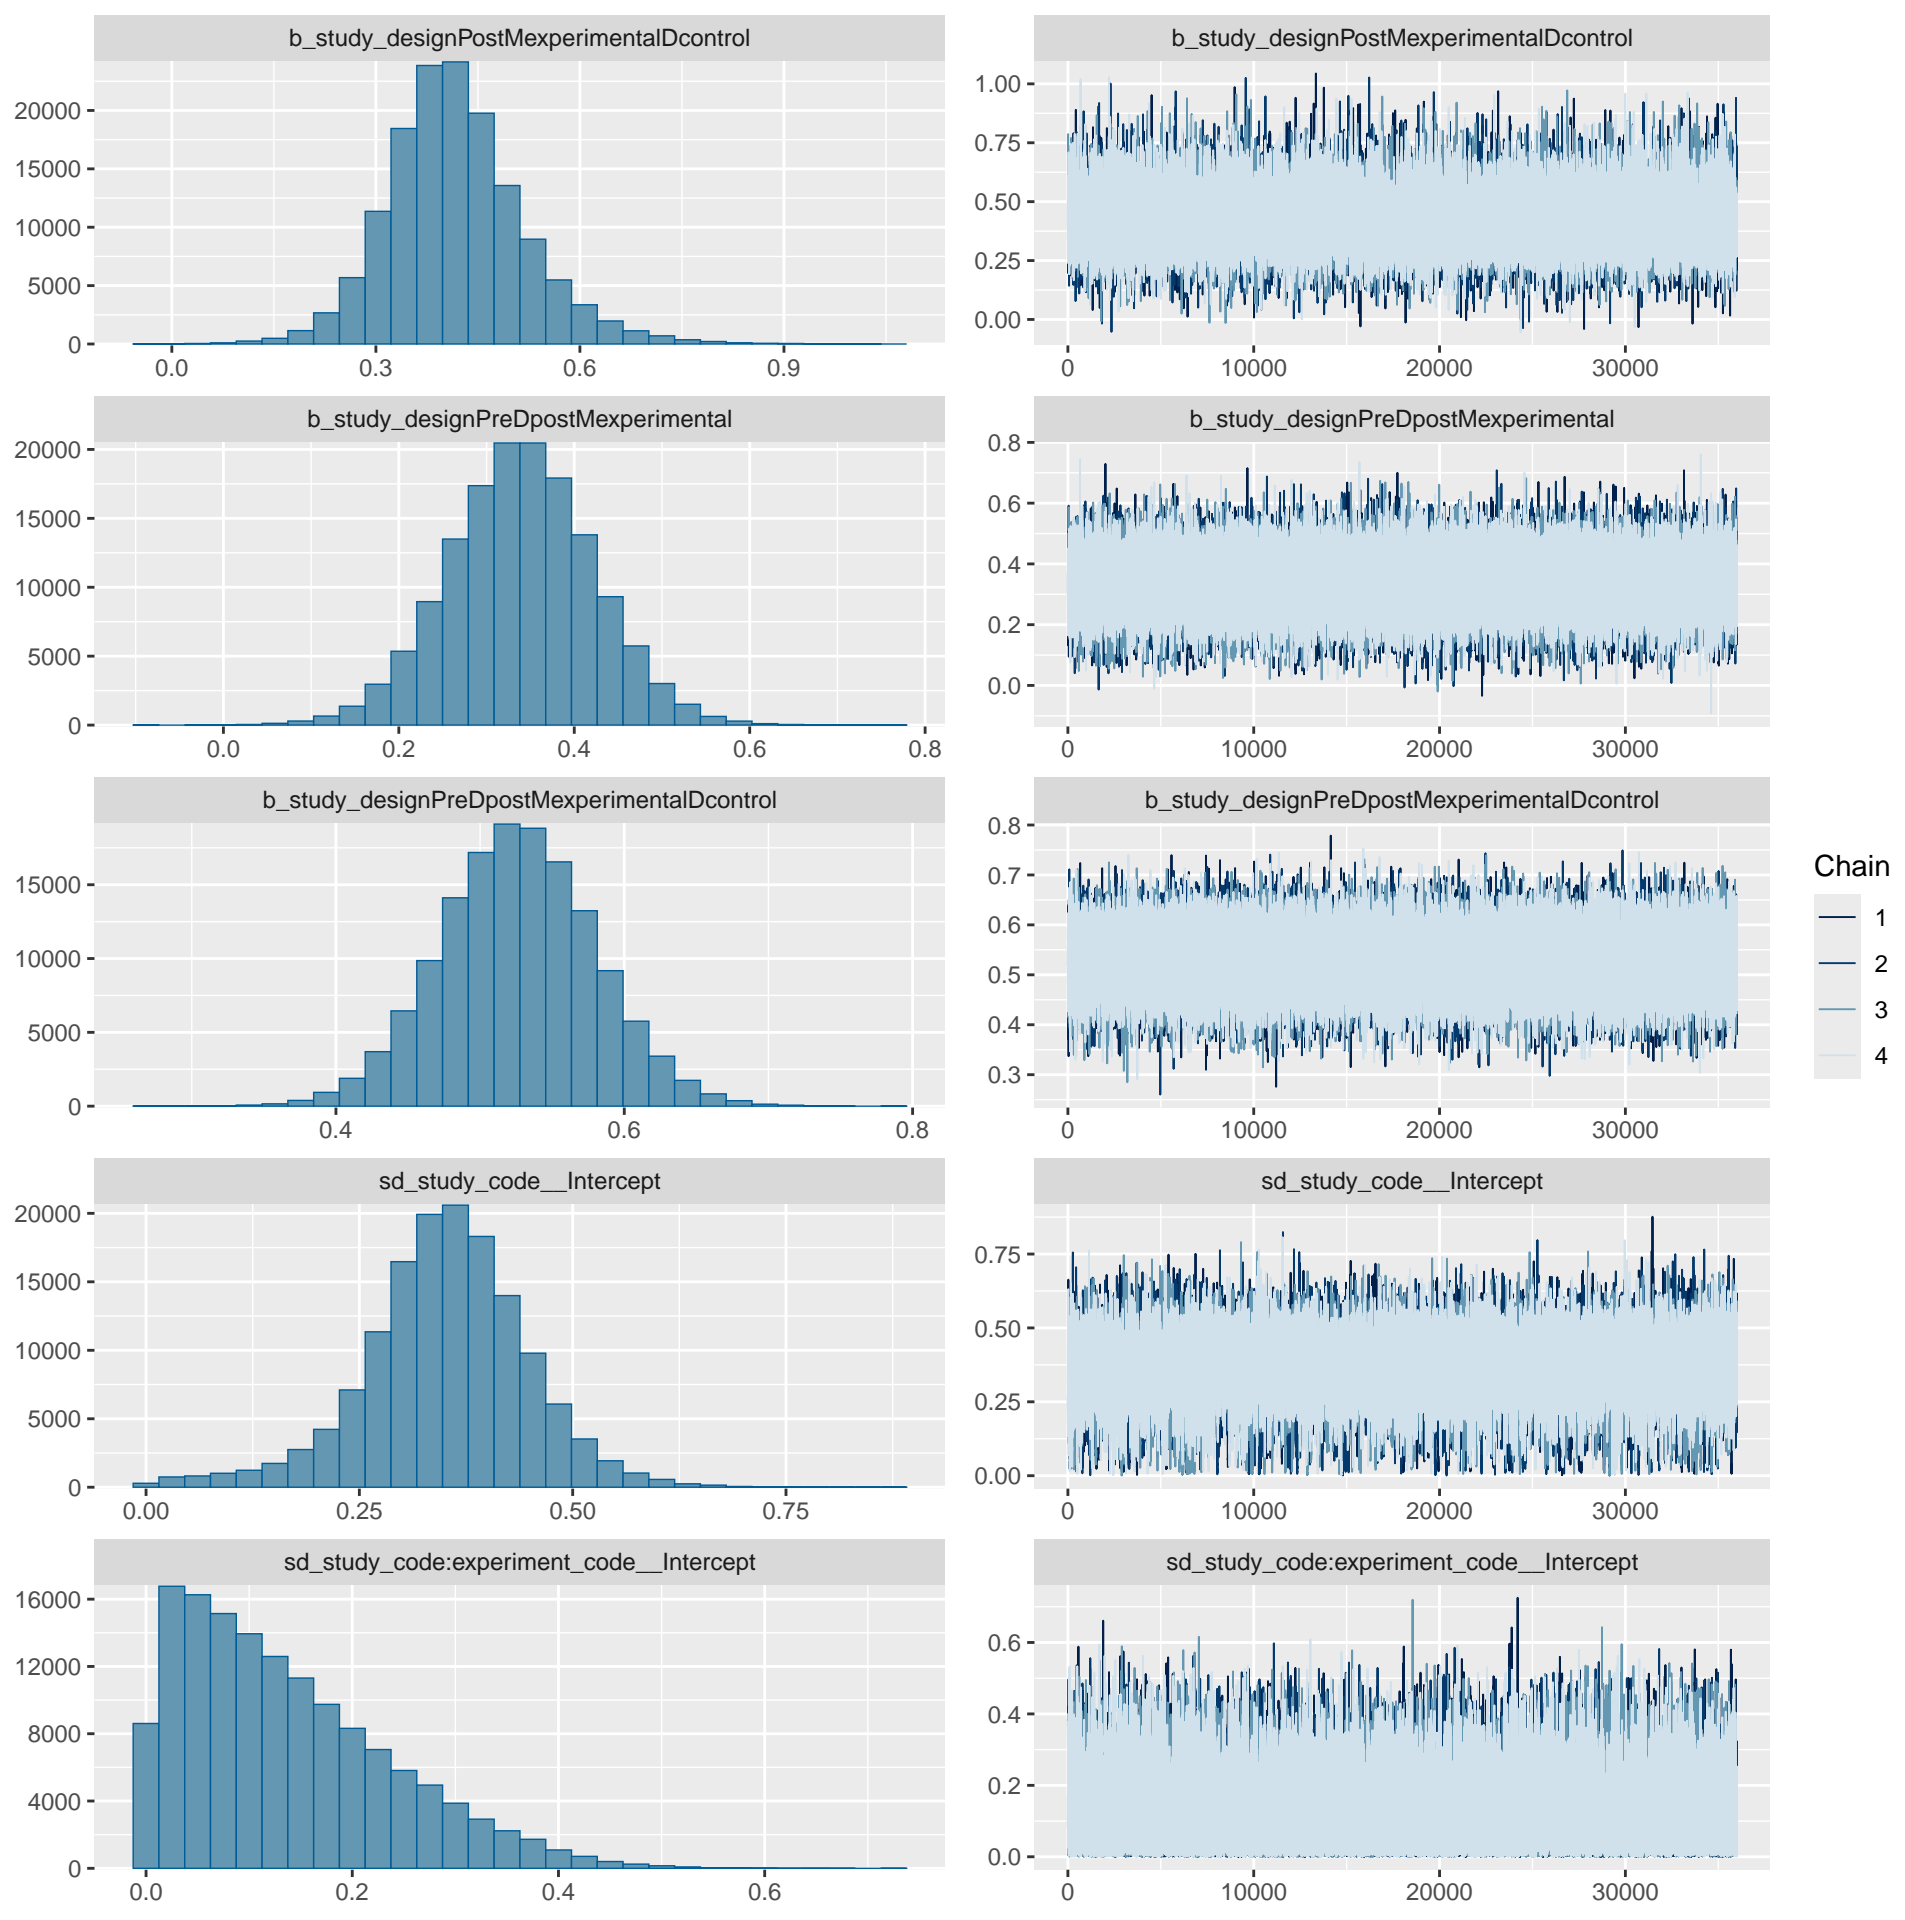 b_study_designPostMexperimentalDcontrol
20000
15000
10000
5000
0
0.0 0.3 0.6 0.9
b_study_designPostMexperimentalDcontrol
1.00
0.75
0.50
0.25
0.00
0 10000 20000 30000
b_study_designPreDpostMexperimental
20000
15000
10000
5000
0
0.0 0.2 0.4 0.6 0.8
b_study_designPreDpostMexperimental
0.8
0.6
0.4
0.2
0.0
0 10000 20000 30000
b_study_designPreDpostMexperimentalDcontrol
15000
10000
5000
0
0.4 0.6 0.8
b_study_designPreDpostMexperimentalDcontrol
0.8
0.7
0.6
0.5
0.4
0.3
0 10000 20000 30000
sd_study_code__Intercept
20000
15000
10000
5000
0
0.00 0.25 0.50 0.75
sd_study_code__Intercept
0.75
0.50
0.25
0.00
0 10000 20000 30000
sd_study_code:experiment_code__Intercept
16000
12000
8000
4000
0
0.0 0.2 0.4 0.6
sd_study_code:experiment_code__Intercept
0.6
0.4
0.2
0.0
0 10000 20000 30000
Chain
1
2
3
4